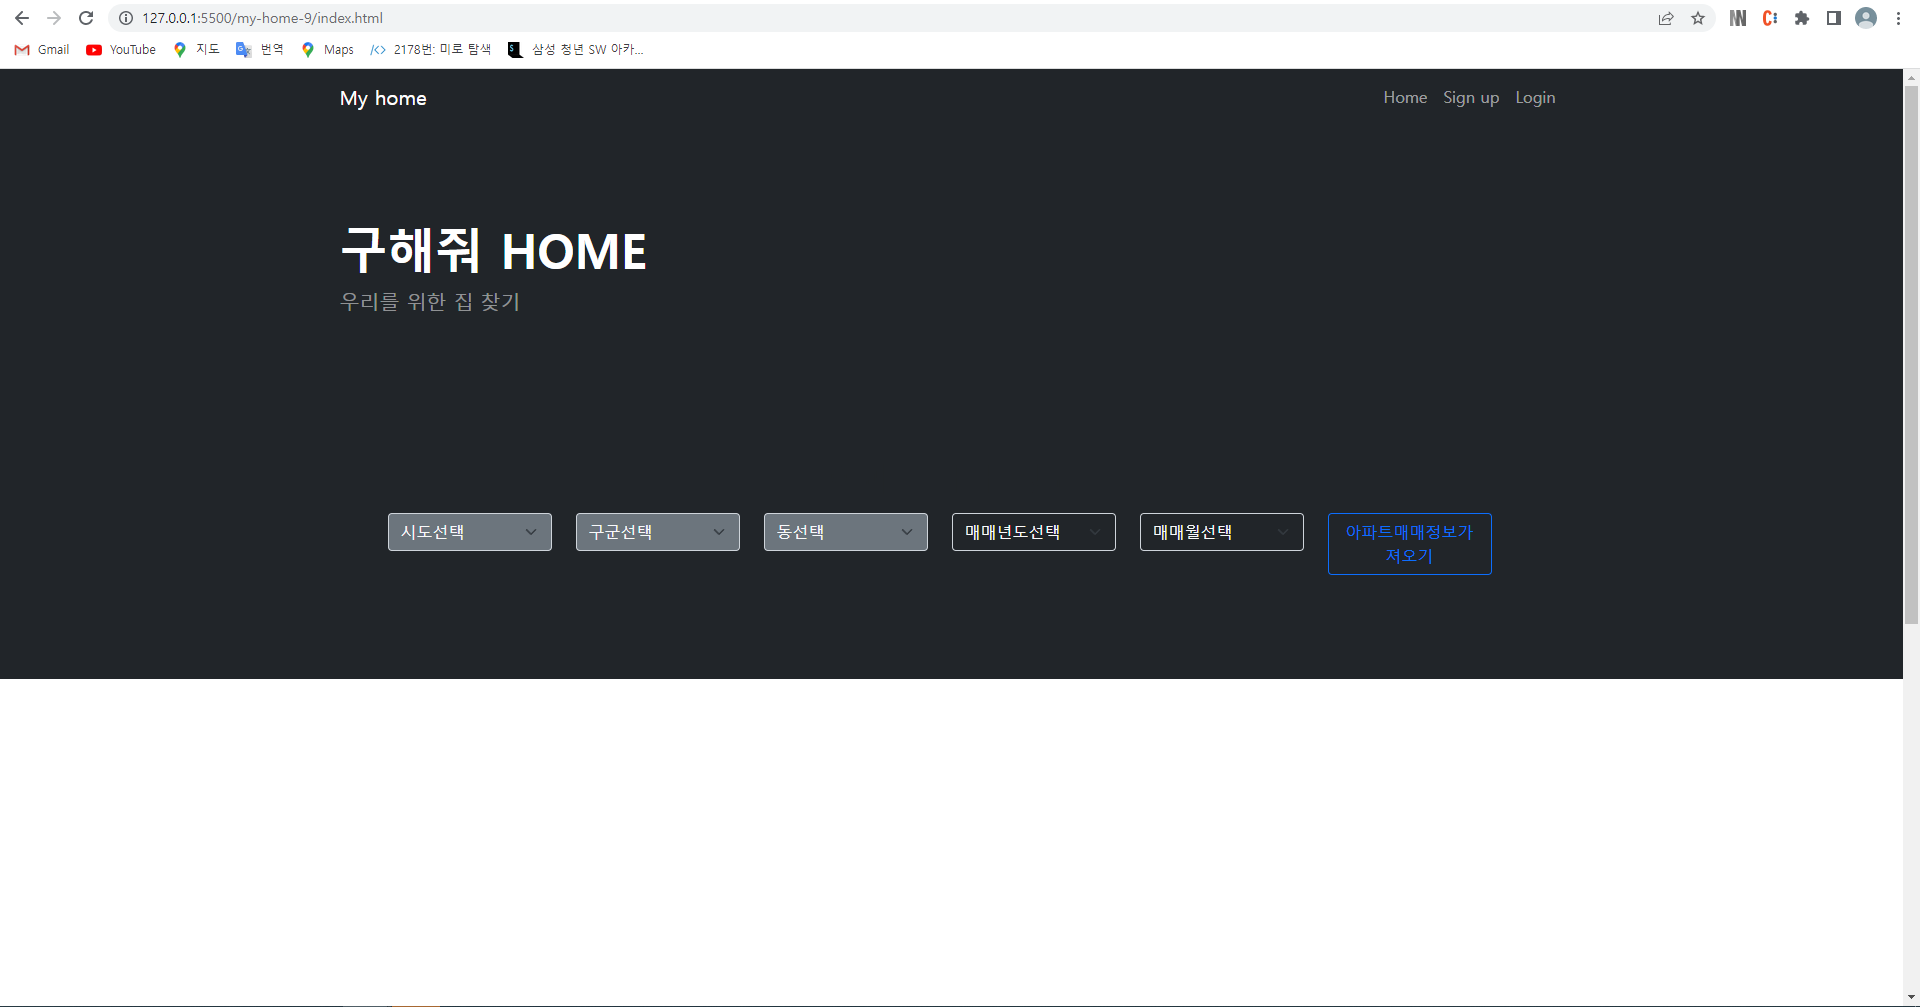 127.0.0.1:5500/my-home-9/index.html
Gmail YouTube 지도 번역 Maps 2178번: 미로 탐색 삼성 청년 SW 아카...
My home Home Sign up Login
구해줘 HOME
우리를 위한 집 찾기
시도선택 구군선택 동선택 매매년도선택 매매월선택 아파트매매정보가
져오기